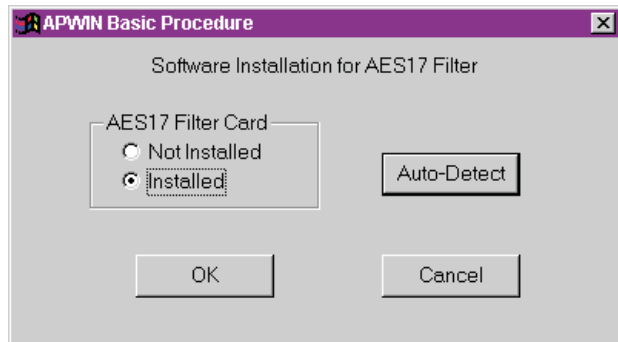 APWIN Basic Procedure
Software Installation for AES17 Filter
AES17 Filter Card
Not Installed
Installed
Auto-Detect
OK
Cancel